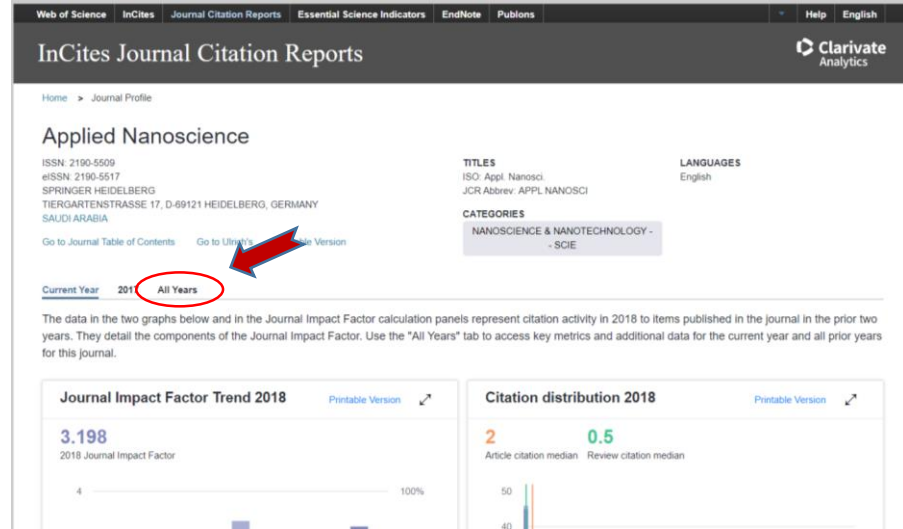 Web of Science InCites Journal Citation Reports Essential Science Indicators EndNote Publons Help English
InCites Journal Citation Reports
Clarivate
Analytics
Home > Journal Profile
Applied Nanoscience
ISSN: 2190-5509
eISSN: 2190-5517
SPRINGER HEIDELBERG
TIERGARTENSTRASSE 17, D-69121 HEIDELBERG, GERMANY
SAUDI ARABIA
Go to Journal Table of Contents Go to Ulrich's Version
TITLES
ISO: Appl. Nanosci.
JCR Abbrev: APPL NANOSCI
CATEGORIES
NANOSCIENCE & NANOTECHNOLOGY -
- SCIE
LANGUAGES
English
Current Year 2017 All Years
The data in the two graphs below and in the Journal Impact Factor calculation panels represent citation activity in 2018 to items published in the journal in the prior two
years. They detail the components of the Journal Impact Factor. Use the "All Years" tab to access key metrics and additional data for the current year and all prior years
for this journal.
Journal Impact Factor Trend 2018 Printable Version
3.198
2018 Journal Impact Factor
4 100%
Citation distribution 2018 Printable Version
2 0.5
Article citation median Review citation median
50
40